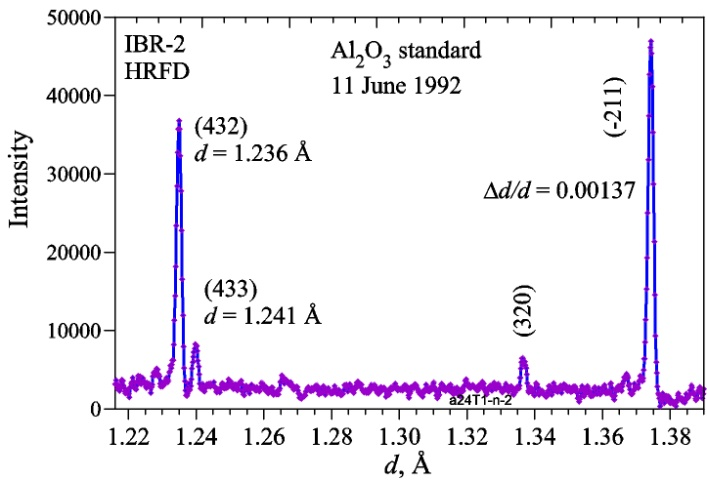 50000
40000
30000
20000
10000
0
Intensity
IBR-2
HRFD
Al₂O₃ standard
11 June 1992
(432)
d = 1.236 Å
(433)
d = 1.241 Å
(-211)
Δd/d = 0.00137
(320)
a24T1-n-2
1.22 1.24 1.26 1.28 1.30 1.32 1.34 1.36 1.38
d, Å